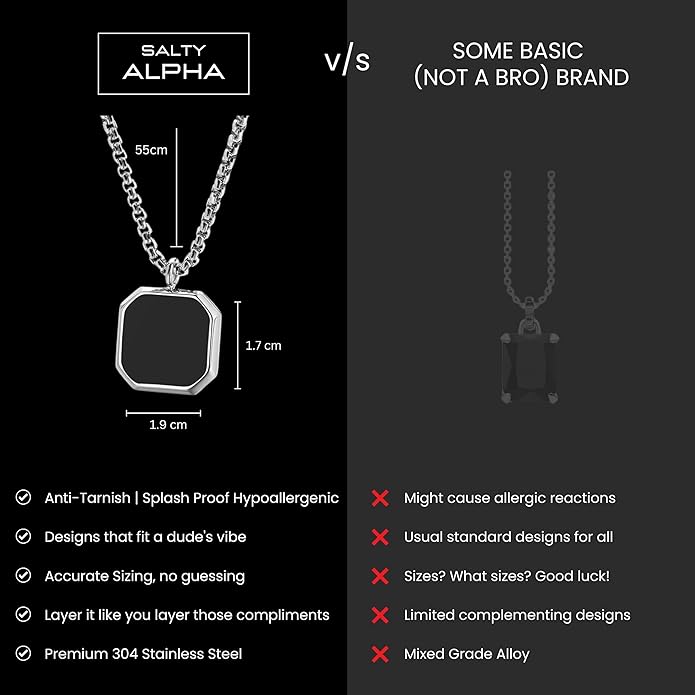 SALTY
ALPHA
v/s
SOME BASIC
(NOT A BRO) BRAND
55cm
1.7 cm
1.9 cm
Anti-Tarnish | Splash Proof Hypoallergenic
Designs that fit a dude's vibe
Accurate Sizing, no guessing
Layer it like you layer those compliments
Premium 304 Stainless Steel
Might cause allergic reactions
Usual standard designs for all
Sizes? What sizes? Good luck!
Limited complementing designs
Mixed Grade Alloy